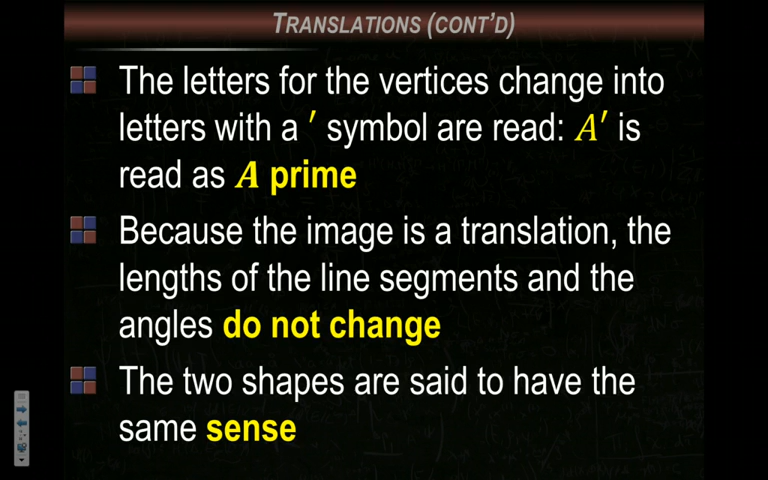 TRANSLATIONS (CONT'D)
The letters for the vertices change into
letters with a ′ symbol are read: A′ is
read as A prime
Because the image is a translation, the
lengths of the line segments and the
angles do not change
The two shapes are said to have the
same sense